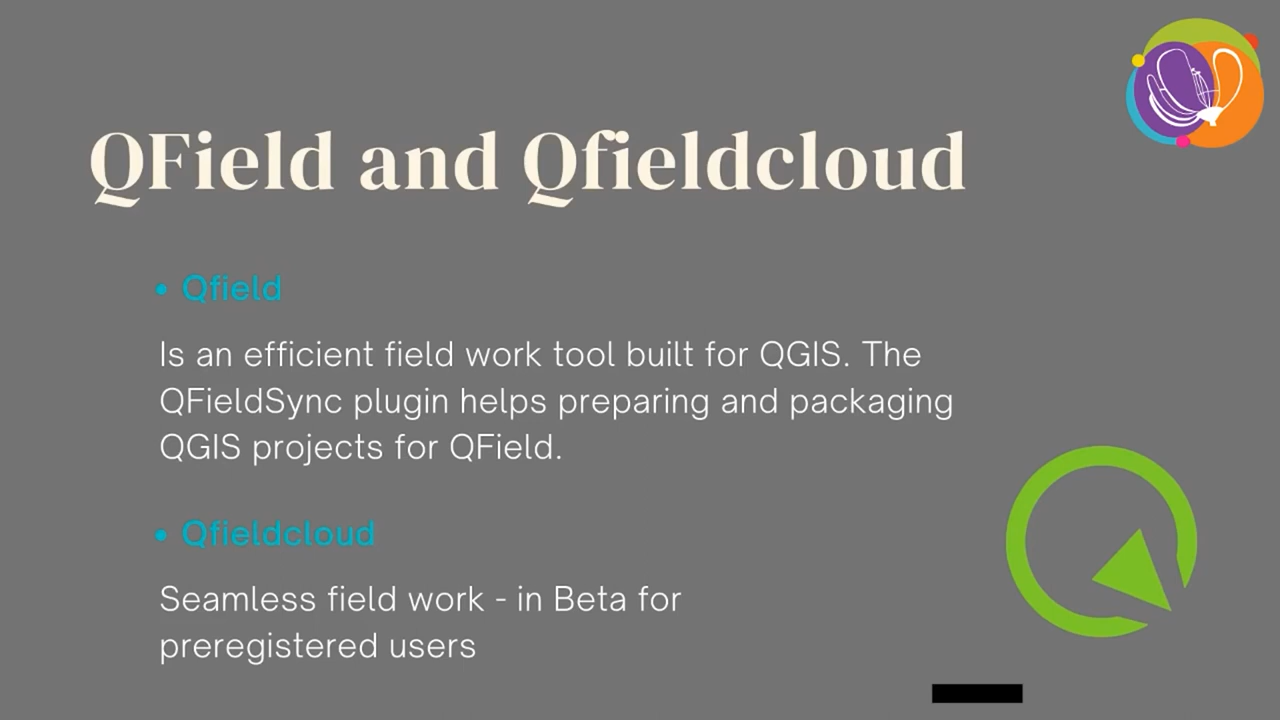 QField and Qfieldcloud
• Qfield
Is an efficient field work tool built for QGIS. The
QFieldSync plugin helps preparing and packaging
QGIS projects for QField.
• Qfieldcloud
Seamless field work - in Beta for
preregistered users